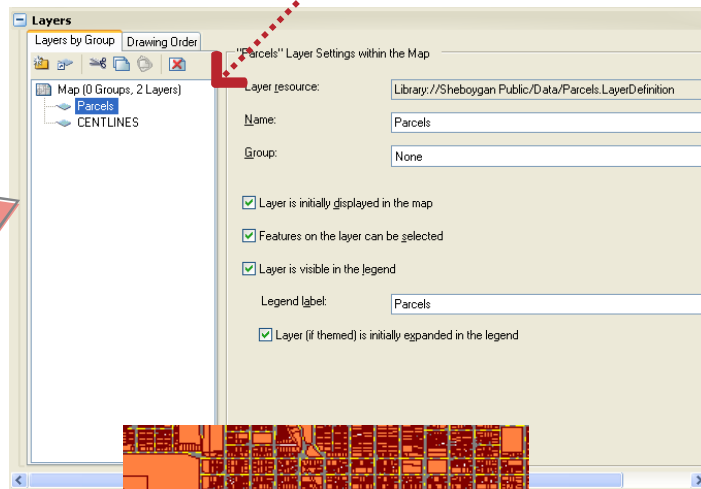 Layers
Layers by Group Drawing Order
Map (0 Groups, 2 Layers)
Parcels
CENTLINES
"Parcels" Layer Settings within the Map
Layer resource: Library://Sheboygan Public/Data/Parcels.LayerDefinition
Name: Parcels
Group: None
Layer is initially displayed in the map
Features on the layer can be selected
Layer is visible in the legend
Legend label: Parcels
Layer (if themed) is initially expanded in the legend